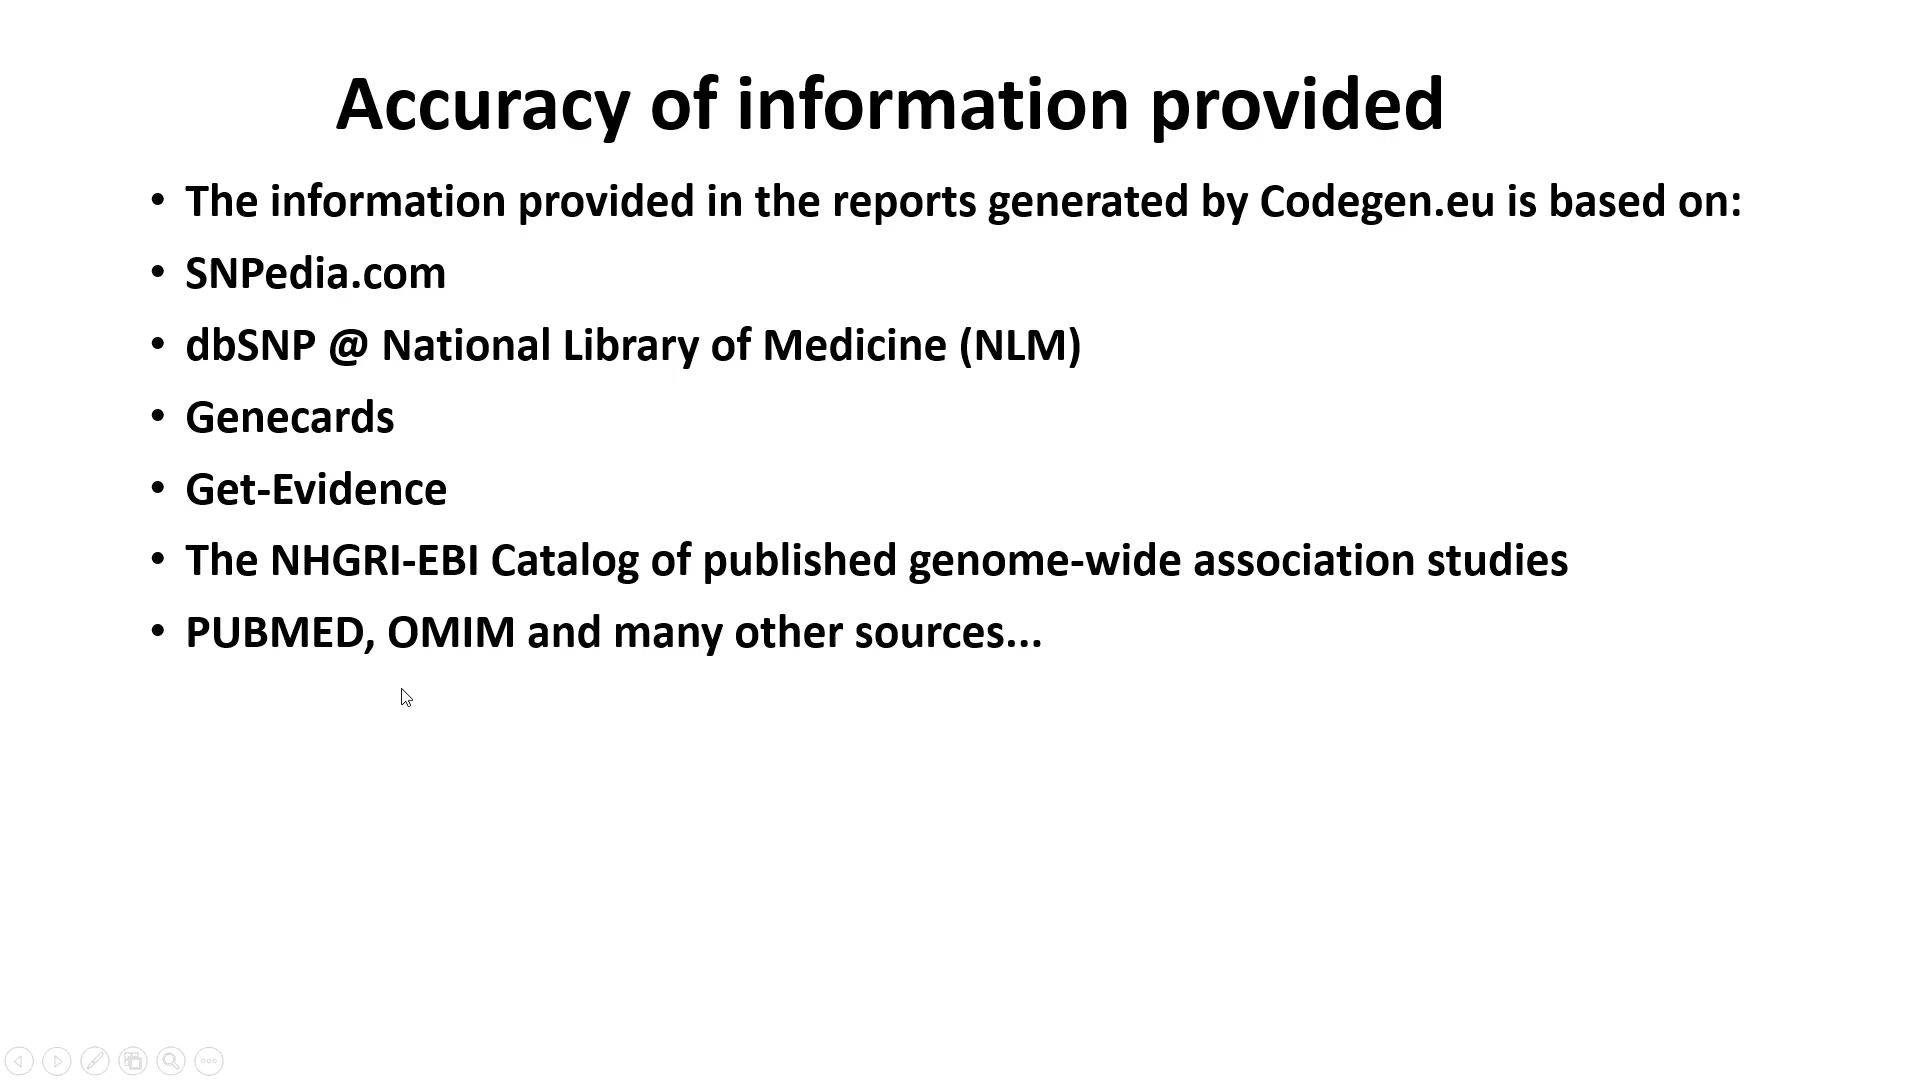 Accuracy of information provided
• The information provided in the reports generated by Codegen.eu is based on:
• SNPedia.com
• dbSNP @ National Library of Medicine (NLM)
• Genecards
• Get-Evidence
• The NHGRI-EBI Catalog of published genome-wide association studies
• PUBMED, OMIM and many other sources...